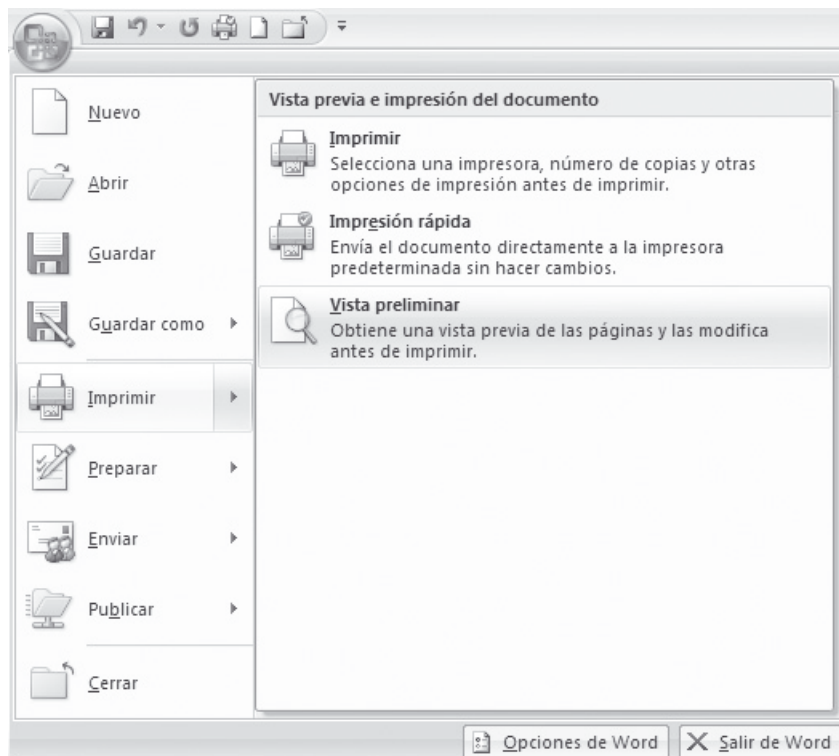 Nuevo
Abrir
Guardar
Guardar como
Imprimir
Preparar
Enviar
Publicar
Cerrar
Vista previa e impresión del documento
Imprimir
Selecciona una impresora, número de copias y otras
opciones de impresión antes de imprimir.
Impresión rápida
Envía el documento directamente a la impresora
predeterminada sin hacer cambios.
Vista preliminar
Obtiene una vista previa de las páginas y las modifica
antes de imprimir.
Opciones de Word
Salir de Word